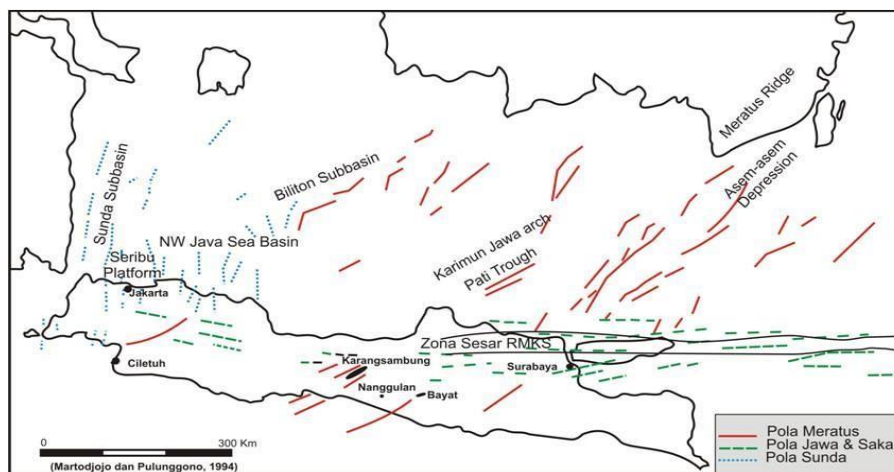 Meratus Ridge
Asem-asem
Depression
Biliton Subbasin
Sunda Subbasin
NW Java Sea Basin
Seribu
Platform
Jakarta
Karimun Jawa arch
Pati Trough
Zona Sesar RMKS
Ciletuh
Karangsambung
Surabaya
Nanggulan
Bayat
0
300 Km
(Martodjojo dan Pulunggono, 1994)
Pola Meratus
Pola Jawa & Saka
Pola Sunda